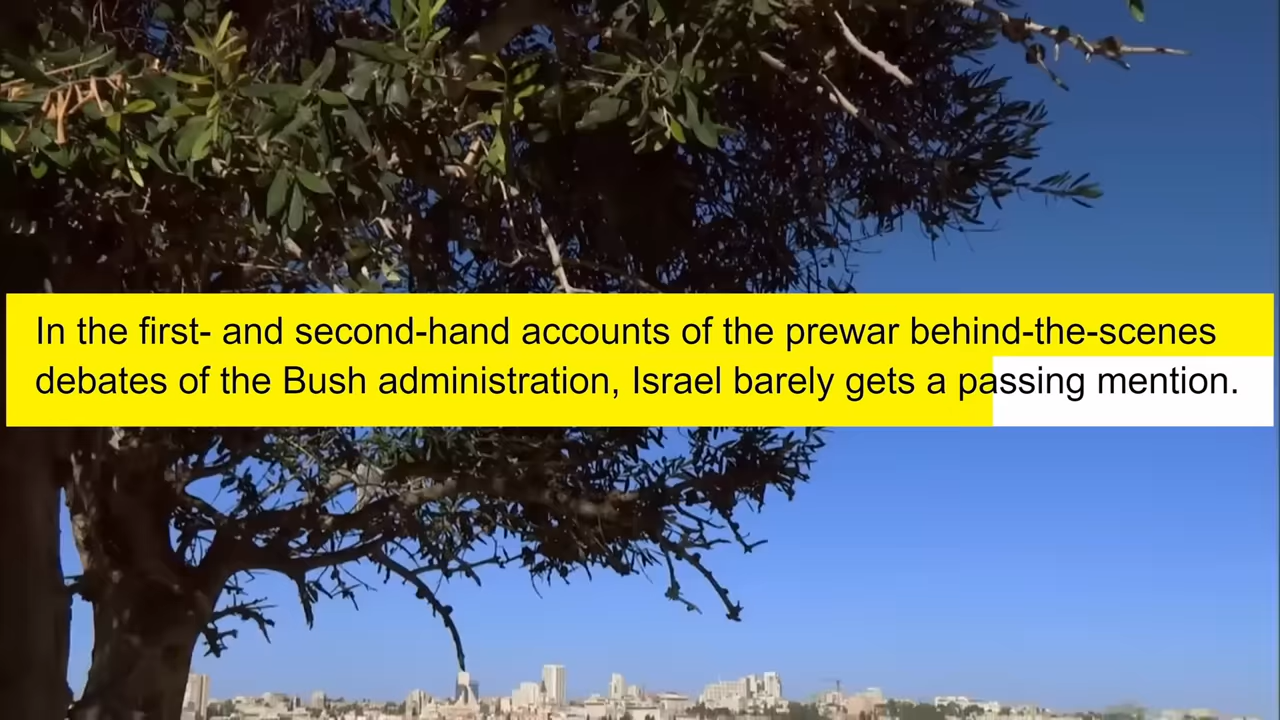 In the first- and second-hand accounts of the prewar behind-the-scenes
debates of the Bush administration, Israel barely gets a passing mention.